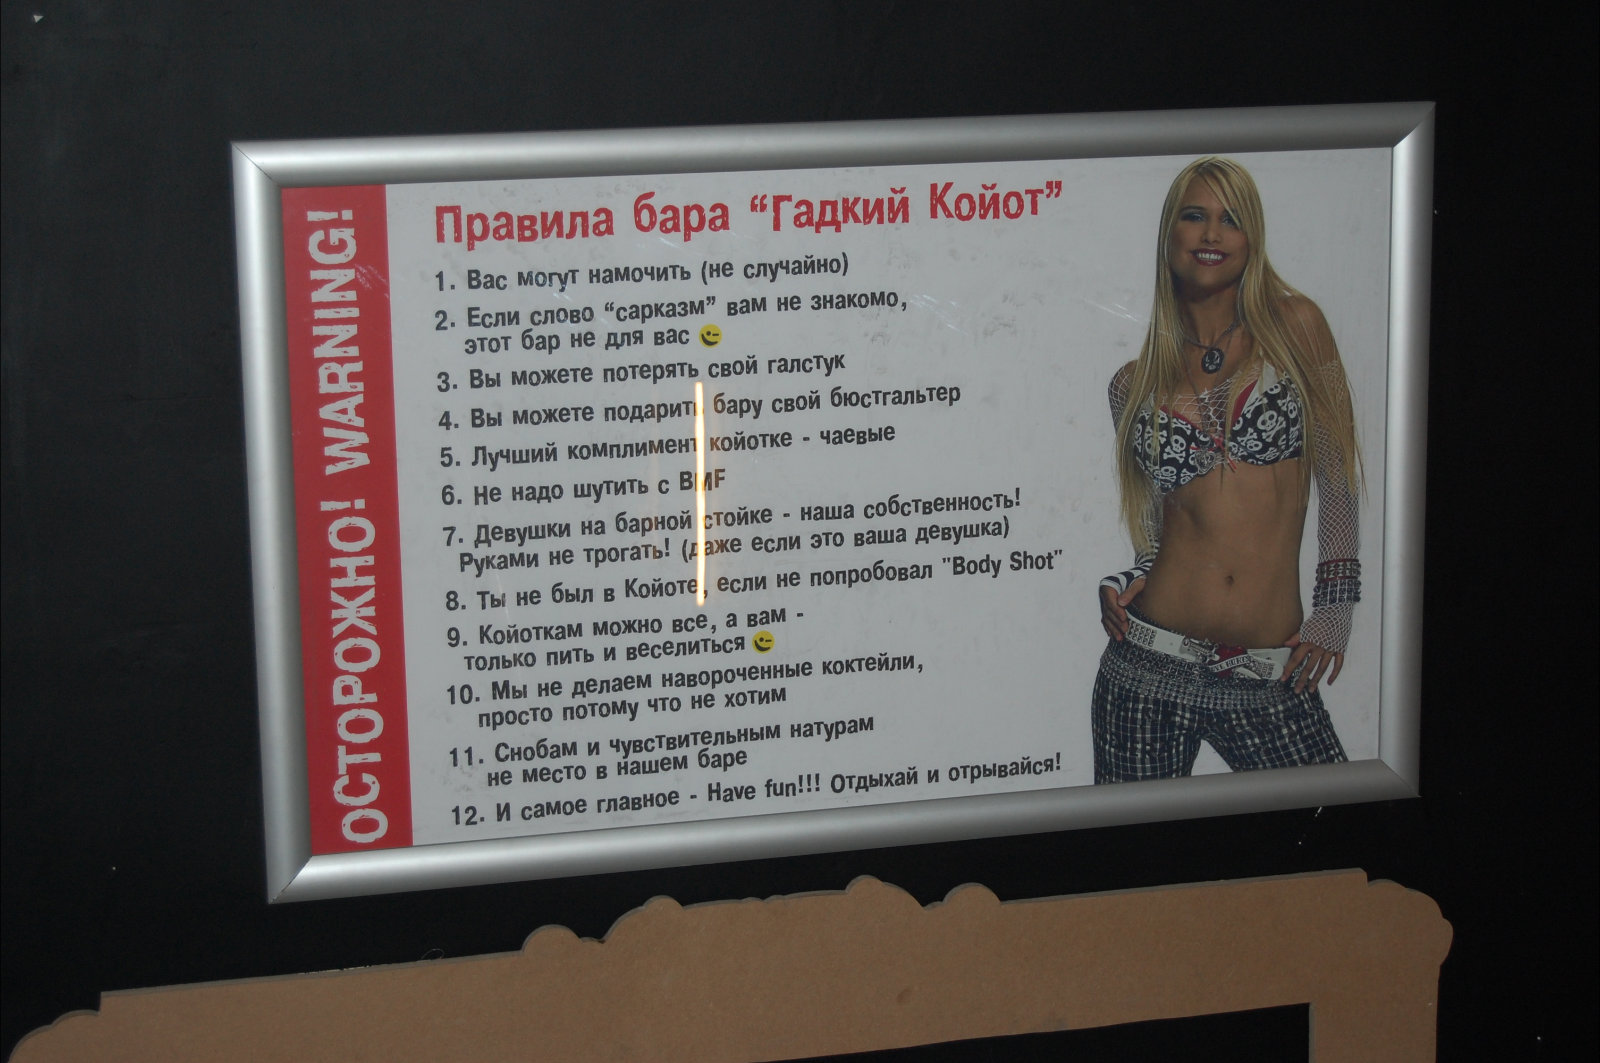 ОСТОРОЖНО! WARNING!
Правила бара “Гадкий Койот”
1. Вас могут намочить (не случайно)
2. Если слово “сарказм” вам не знакомо,
этот бар не для вас
3. Вы можете потерять свой галстук
4. Вы можете подарить бару свой бюстгальтер
5. Лучший комплимент койотке - чаевые
6. Не надо шутить с BMF
7. Девушки на барной стойке - наша собственность!
Руками не трогать! (даже если это ваша девушка)
8. Ты не был в Койоте, если не попробовал "Body Shot"
9. Койоткам можно все, а вам -
только пить и веселиться
10. Мы не делаем навороченные коктейли,
просто потому что не хотим
11. Снобам и чувствительным натурам
не место в нашем баре
12. И самое главное - Have fun!!! Отдыхай и отрывайся!